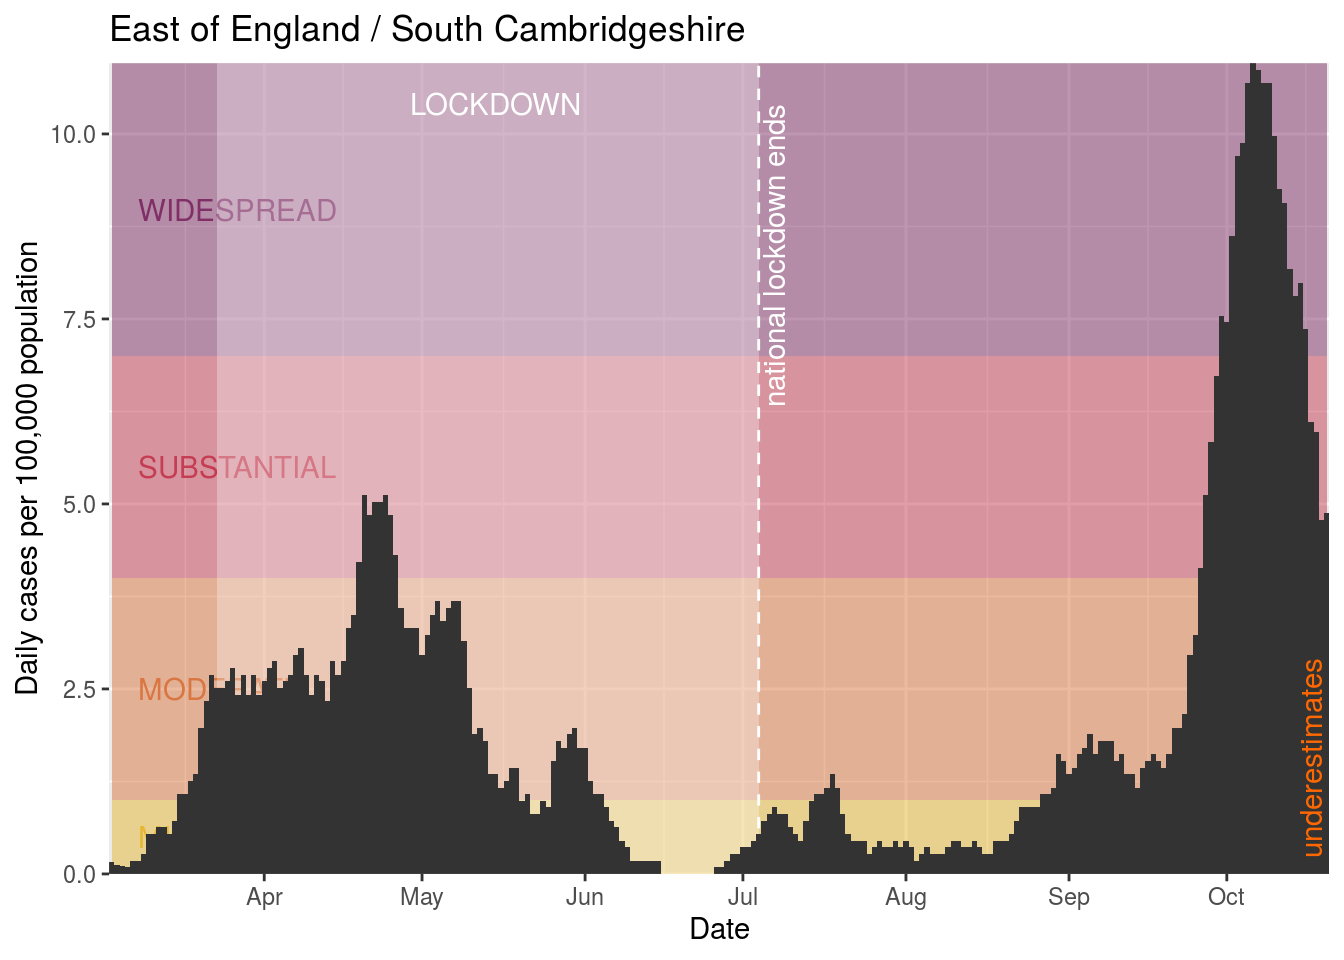 East of England / South Cambridgeshire
Daily cases per 100,000 population
10.0
7.5
5.0
2.5
0.0
LOCKDOWN
WIDESPREAD
SUBSTANTIAL
national lockdown ends
underestimates
Apr
May
Jun
Jul
Aug
Sep
Oct
Date